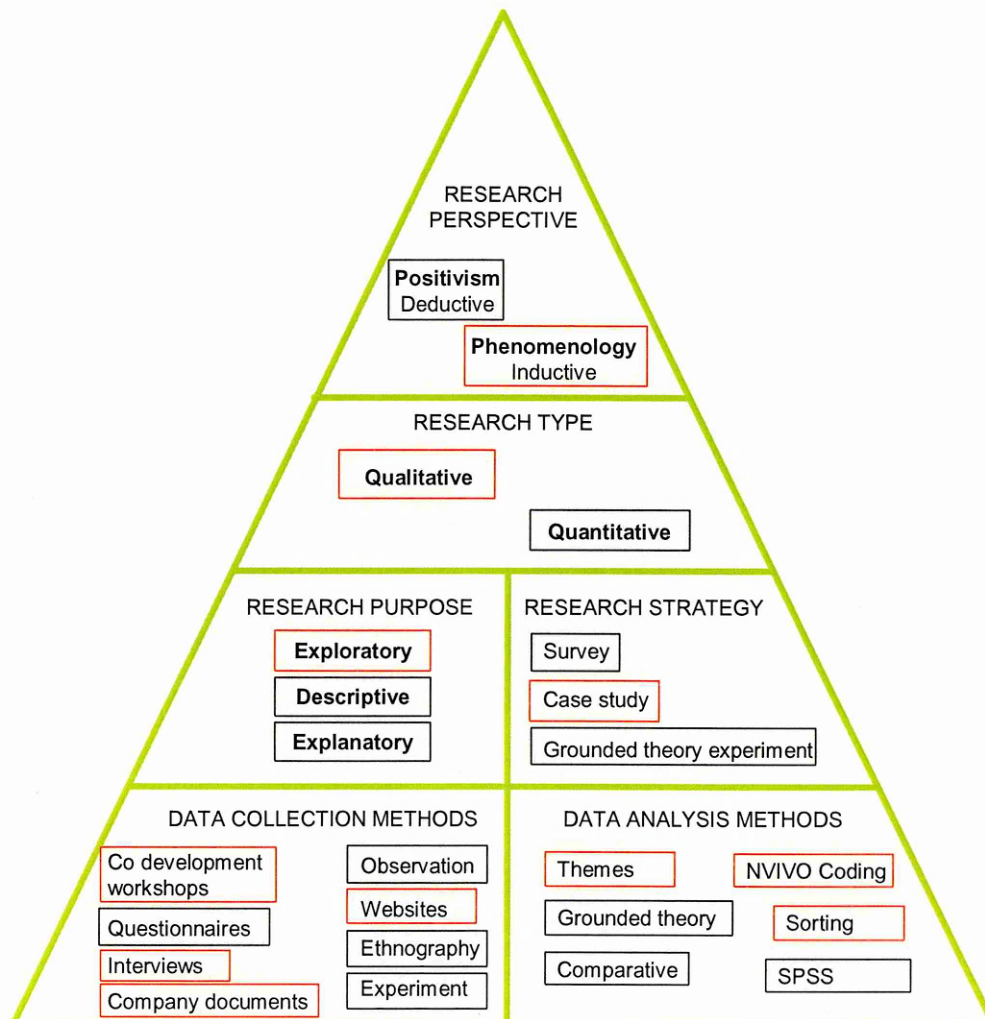 RESEARCH
PERSPECTIVE
Positivism
Deductive
Phenomenology
Inductive
RESEARCH TYPE
Qualitative
Quantitative
RESEARCH PURPOSE
Exploratory
Descriptive
Explanatory
RESEARCH STRATEGY
Survey
Case study
Grounded theory experiment
DATA COLLECTION METHODS
Co development
workshops
Questionnaires
Interviews
Company documents
Observation
Websites
Ethnography
Experiment
DATA ANALYSIS METHODS
Themes
Grounded theory
Comparative
NVIVO Coding
Sorting
SPSS